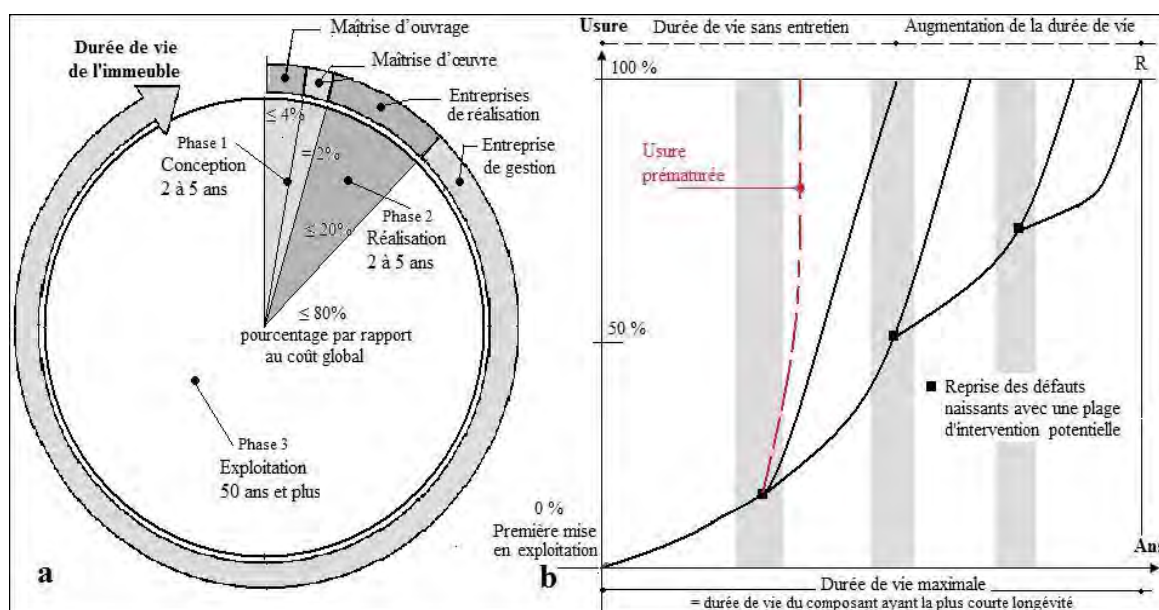 Durée de vie
de l'immeuble
Maîtrise d'ouvrage
Maîtrise d'œuvre
Entreprises
de réalisation
Entreprise
de gestion
≤ 4%
= 2%
≤ 20%
≤ 80%
pourcentage par rapport
au coût global
Phase 1
Conception
2 à 5 ans
Phase 2
Réalisation
2 à 5 ans
Phase 3
Exploitation
50 ans et plus
a
Usure
Durée de vie sans entretien
Augmentation de la durée de vie
100 %
R
Usure
prématurée
50 %
Reprise des défauts
naissants avec une plage
d'intervention potentielle
0 %
Première mise
en exploitation
Ans
b
Durée de vie maximale
= durée de vie du composant ayant la plus courte longévité